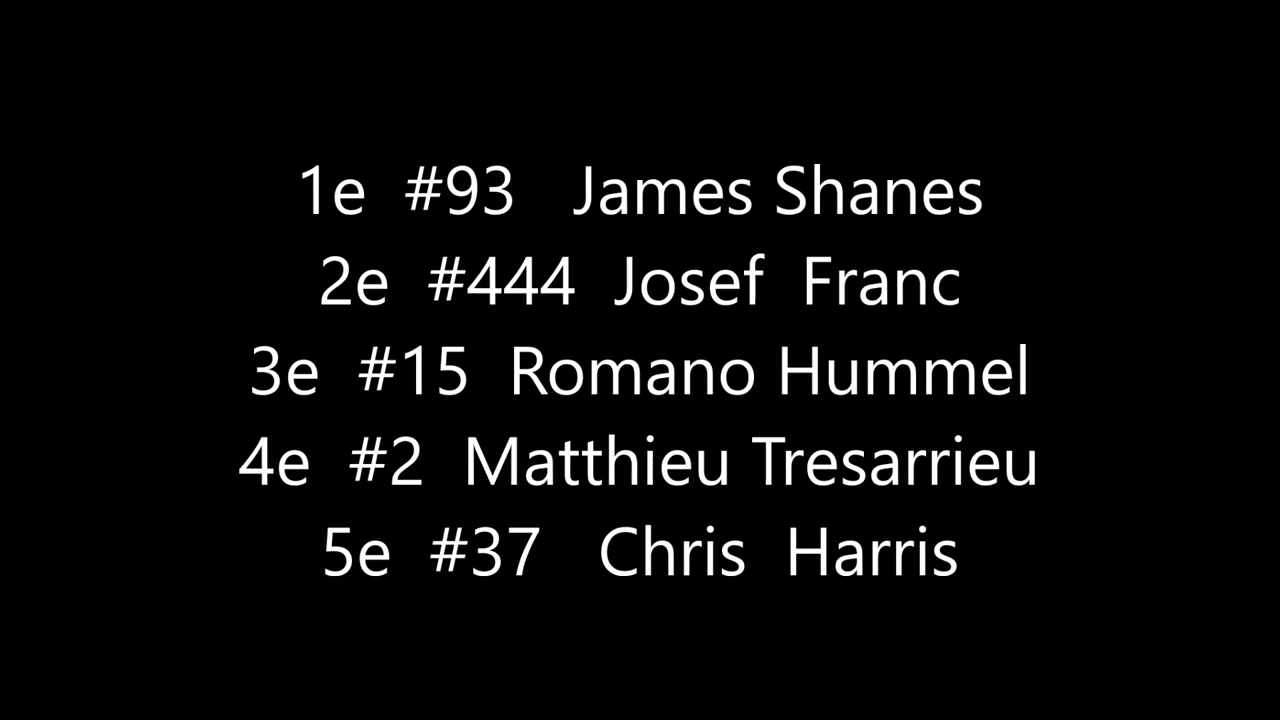 1e #93 James Shanes
2e #444 Josef Franc
3e #15 Romano Hummel
4e #2 Matthieu Tresarrieu
5e #37 Chris Harris